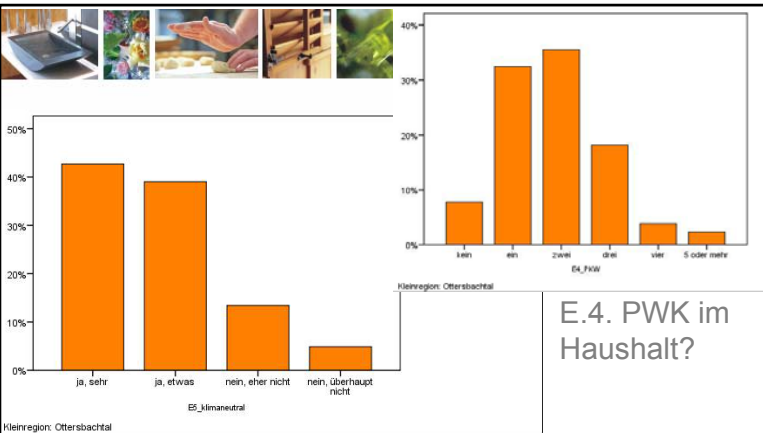 50%
40%
30%
20%
10%
0%
ja, sehr
ja, etwas
nein, eher nicht
nein, überhaupt
nicht
E5_klimaneutral
Kleinregion: Ottersbachtal
40%
30%
20%
10%
0%
kein
ein
zwei
drei
vier
5 oder mehr
E4_PKW
Kleinregion: Ottersbachtal
E.4. PWK im
Haushalt?